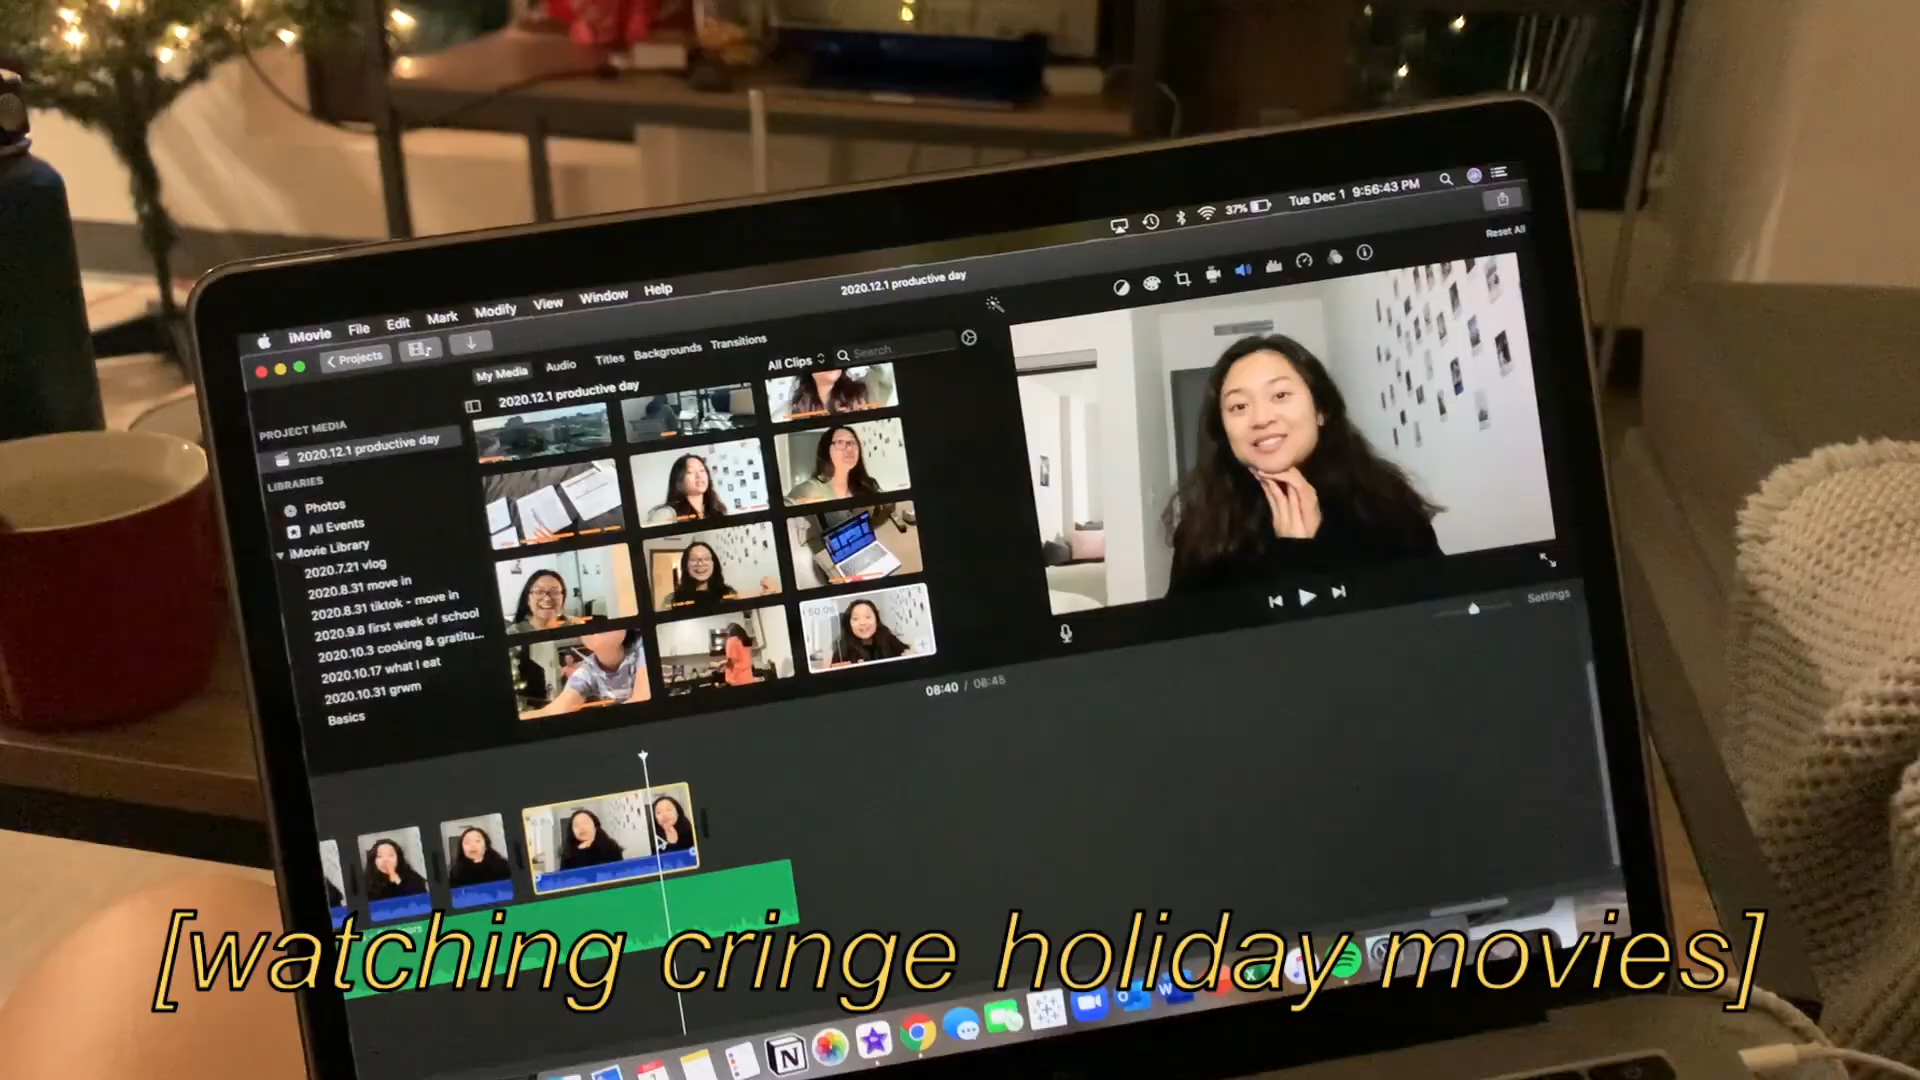 37%
Tue Dec 1 9:56:43 PM
iMovie File Edit Mark Modify View Window Help
2020.12.1 productive day
Reset All
Projects
My Media Audio Titles Backgrounds Transitions
2020.12.1 productive day
All Clips
Search
PROJECT MEDIA
2020.12.1 productive day
LIBRARIES
Photos
All Events
iMovie Library
2020.7.21 vlog
2020.8.31 move in
2020.8.31 tiktok - move in
2020.9.8 first week of school
2020.10.3 cooking & gratitu...
2020.10.17 what I eat
2020.10.31 grwm
Basics
50.0s
Settings
08:40 / 08:45
[watching cringe holiday movies]
N
W
X